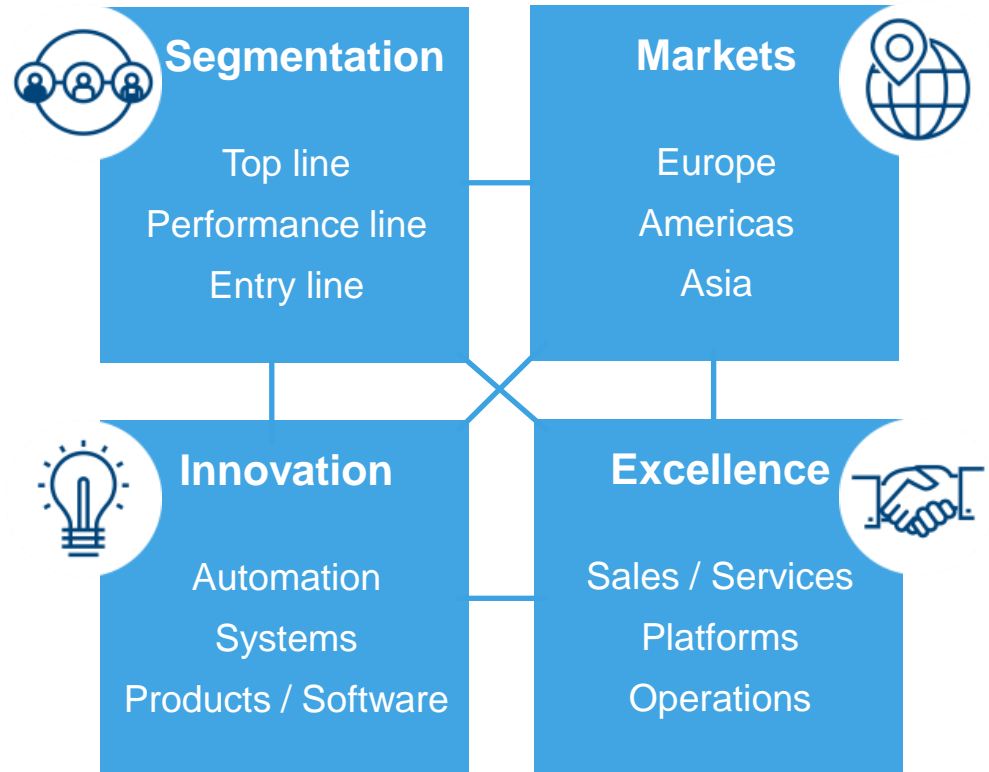 Segmentation
Top line
Performance line
Entry line
Markets
Europe
Americas
Asia
Innovation
Automation
Systems
Products / Software
Excellence
Sales / Services
Platforms
Operations